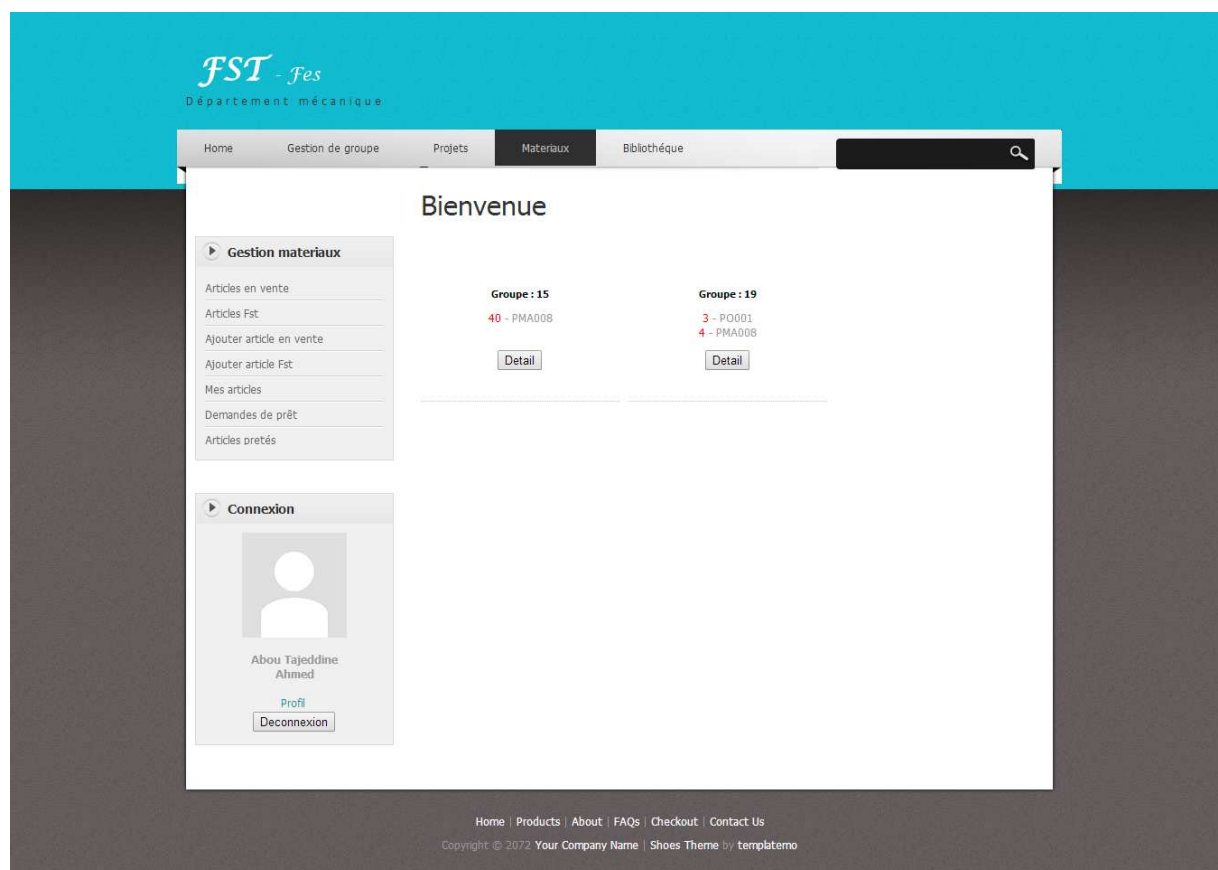 FST - Fes
Département mécanique
Home Gestion de groupe Projets Materiaux Bibliothéque
Bienvenue
Gestion materiaux
Articles en vente
Articles Fst
Ajouter article en vente
Ajouter article Fst
Mes articles
Demandes de prêt
Articles pretés
Groupe : 15
40 - PMA008
Detail
Groupe : 19
3 - PO001
4 - PMA008
Detail
Connexion
Abou Tajeddine
Ahmed
Profil
Deconnexion
Home | Products | About | FAQs | Checkout | Contact Us
Copyright © 2072 Your Company Name | Shoes Theme by templatemo